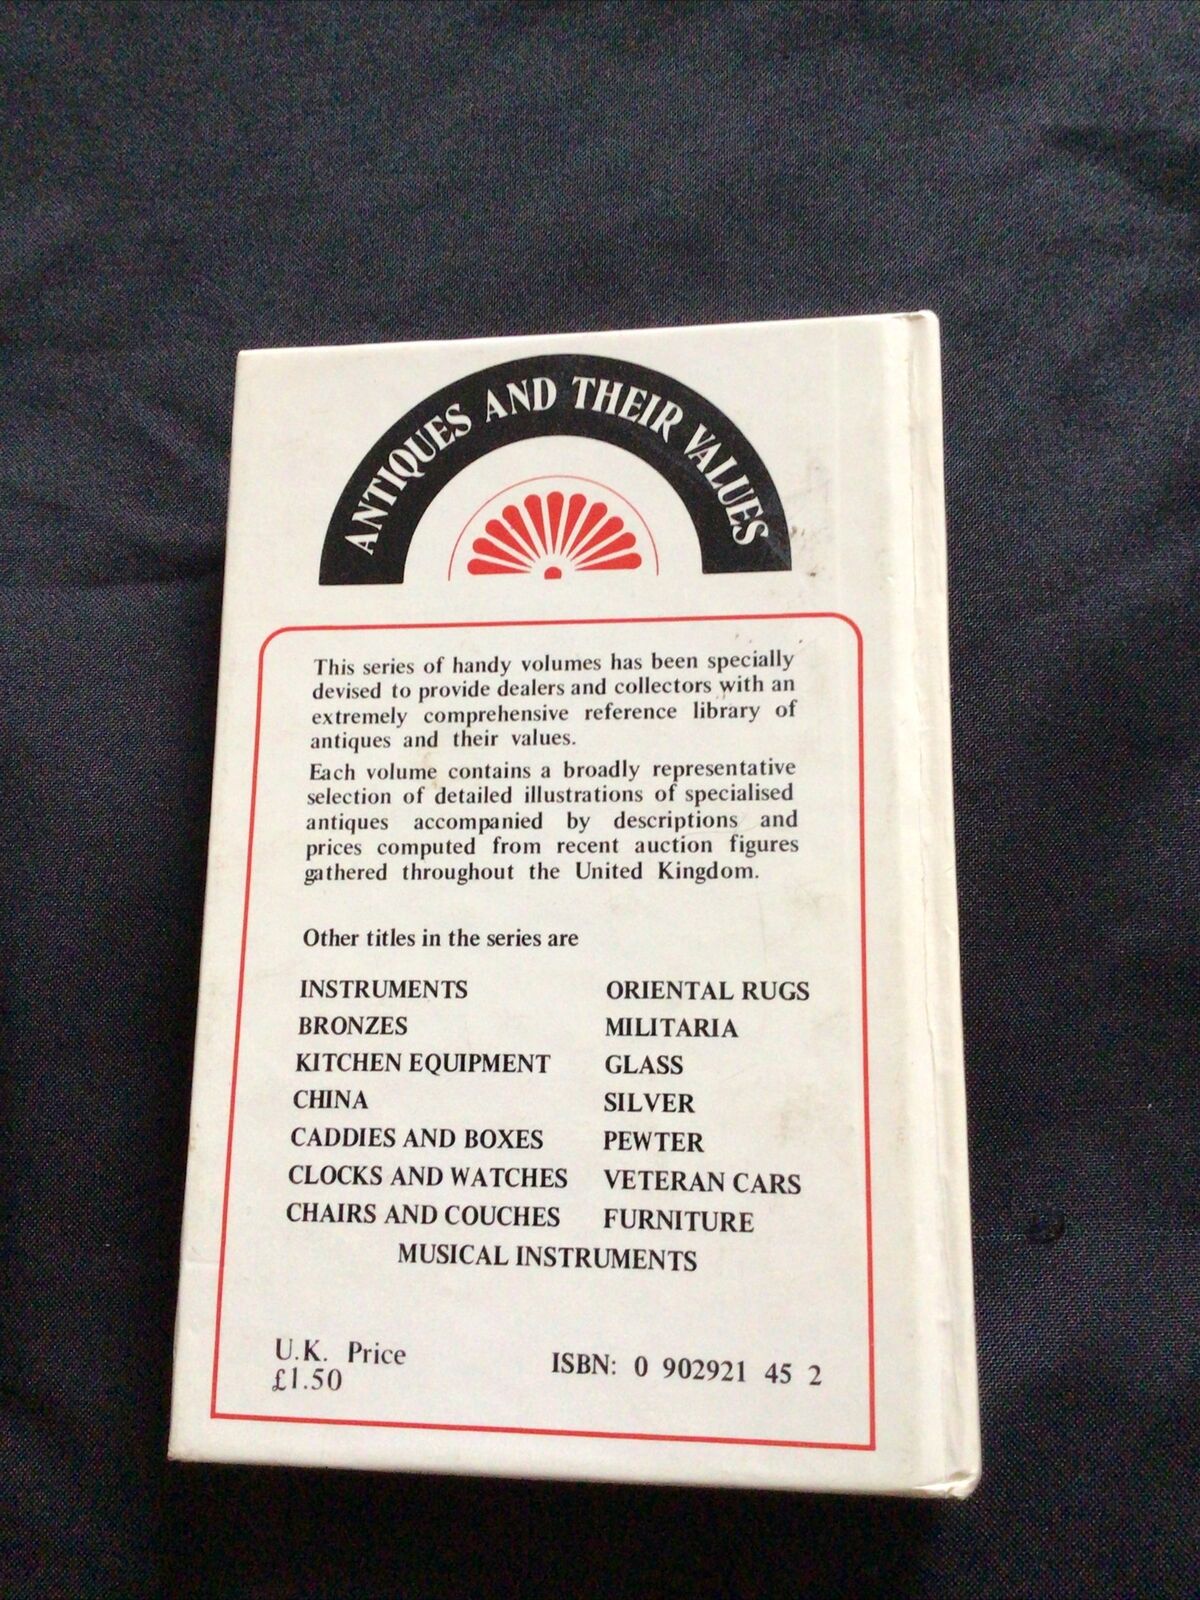 ANTIQUES AND THEIR VALUES
This series of handy volumes has been specially
devised to provide dealers and collectors with an
extremely comprehensive reference library of
antiques and their values.
Each volume contains a broadly representative
selection of detailed illustrations of specialised
antiques accompanied by descriptions and
prices computed from recent auction figures
gathered throughout the United Kingdom.
Other titles in the series are
INSTRUMENTS
BRONZES
KITCHEN EQUIPMENT
CHINA
CADDIES AND BOXES
CLOCKS AND WATCHES
CHAIRS AND COUCHES
ORIENTAL RUGS
MILITARIA
GLASS
SILVER
PEWTER
VETERAN CARS
FURNITURE
MUSICAL INSTRUMENTS
U.K. Price
£1.50
ISBN: 0 902921 45 2